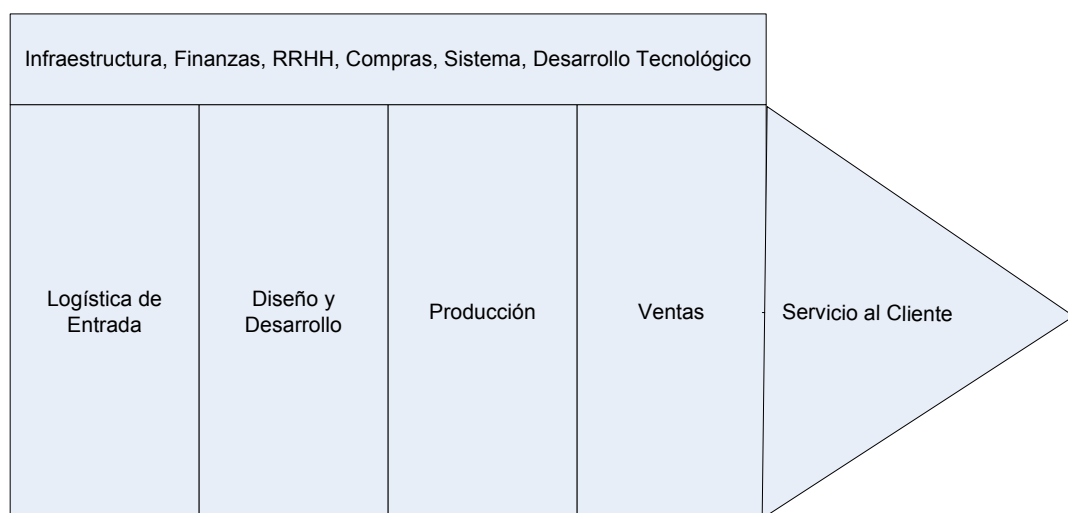 Infraestructura, Finanzas, RRHH, Compras, Sistema, Desarrollo Tecnológico
Logística de
Entrada
Diseño y
Desarrollo
Producción
Ventas
Servicio al Cliente